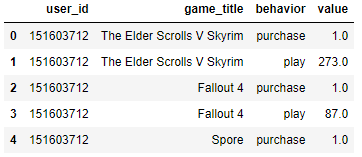 user_id game_title behavior value
0 151603712 The Elder Scrolls V Skyrim purchase 1.0
1 151603712 The Elder Scrolls V Skyrim play 273.0
2 151603712 Fallout 4 purchase 1.0
3 151603712 Fallout 4 play 87.0
4 151603712 Spore purchase 1.0